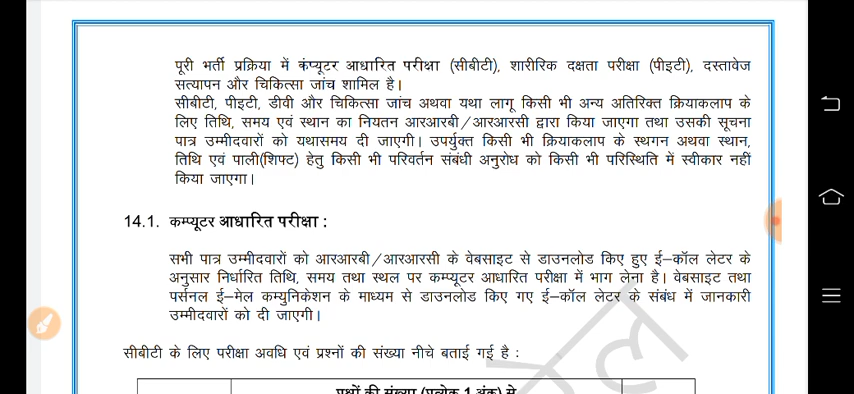 पूरी भर्ती प्रक्रिया में कंप्यूटर आधारित परीक्षा (सीबीटी), शारीरिक दक्षता परीक्षा (पीइटी), दस्तावेज
सत्यापन और चिकित्सा जांच शामिल है।
सीबीटी, पीइटी, डीवी और चिकित्सा जांच अथवा यथा लागू किसी भी अन्य अतिरिक्त क्रियाकलाप के
लिए तिथि, समय एवं स्थान का नियतन आरआरबी/आरआरसी द्वारा किया जाएगा तथा उसकी सूचना
पात्र उम्मीदवारों को यथासमय दी जाएगी। उपर्युक्त किसी भी क्रियाकलाप के स्थगन अथवा स्थान,
तिथि एवं पाली(शिफ्ट) हेतु किसी भी परिवर्तन संबंधी अनुरोध को किसी भी परिस्थिति में स्वीकार नहीं
किया जाएगा।
14.1. कम्प्यूटर आधारित परीक्षा :
सभी पात्र उम्मीदवारों को आरआरबी/आरआरसी के वेबसाइट से डाउनलोड किए हुए ई–कॉल लेटर के
अनुसार निर्धारित तिथि, समय तथा स्थल पर कम्प्यूटर आधारित परीक्षा में भाग लेना है। वेबसाइट तथा
पर्सनल ई–मेल कम्युनिकेशन के माध्यम से डाउनलोड किए गए ई–कॉल लेटर के संबंध में जानकारी
उम्मीदवारों को दी जाएगी।
सीबीटी के लिए परीक्षा अवधि एवं प्रश्नों की संख्या नीचे बताई गई है :
प्रश्नों की संख्या (प्रत्येक 1 अंक) से